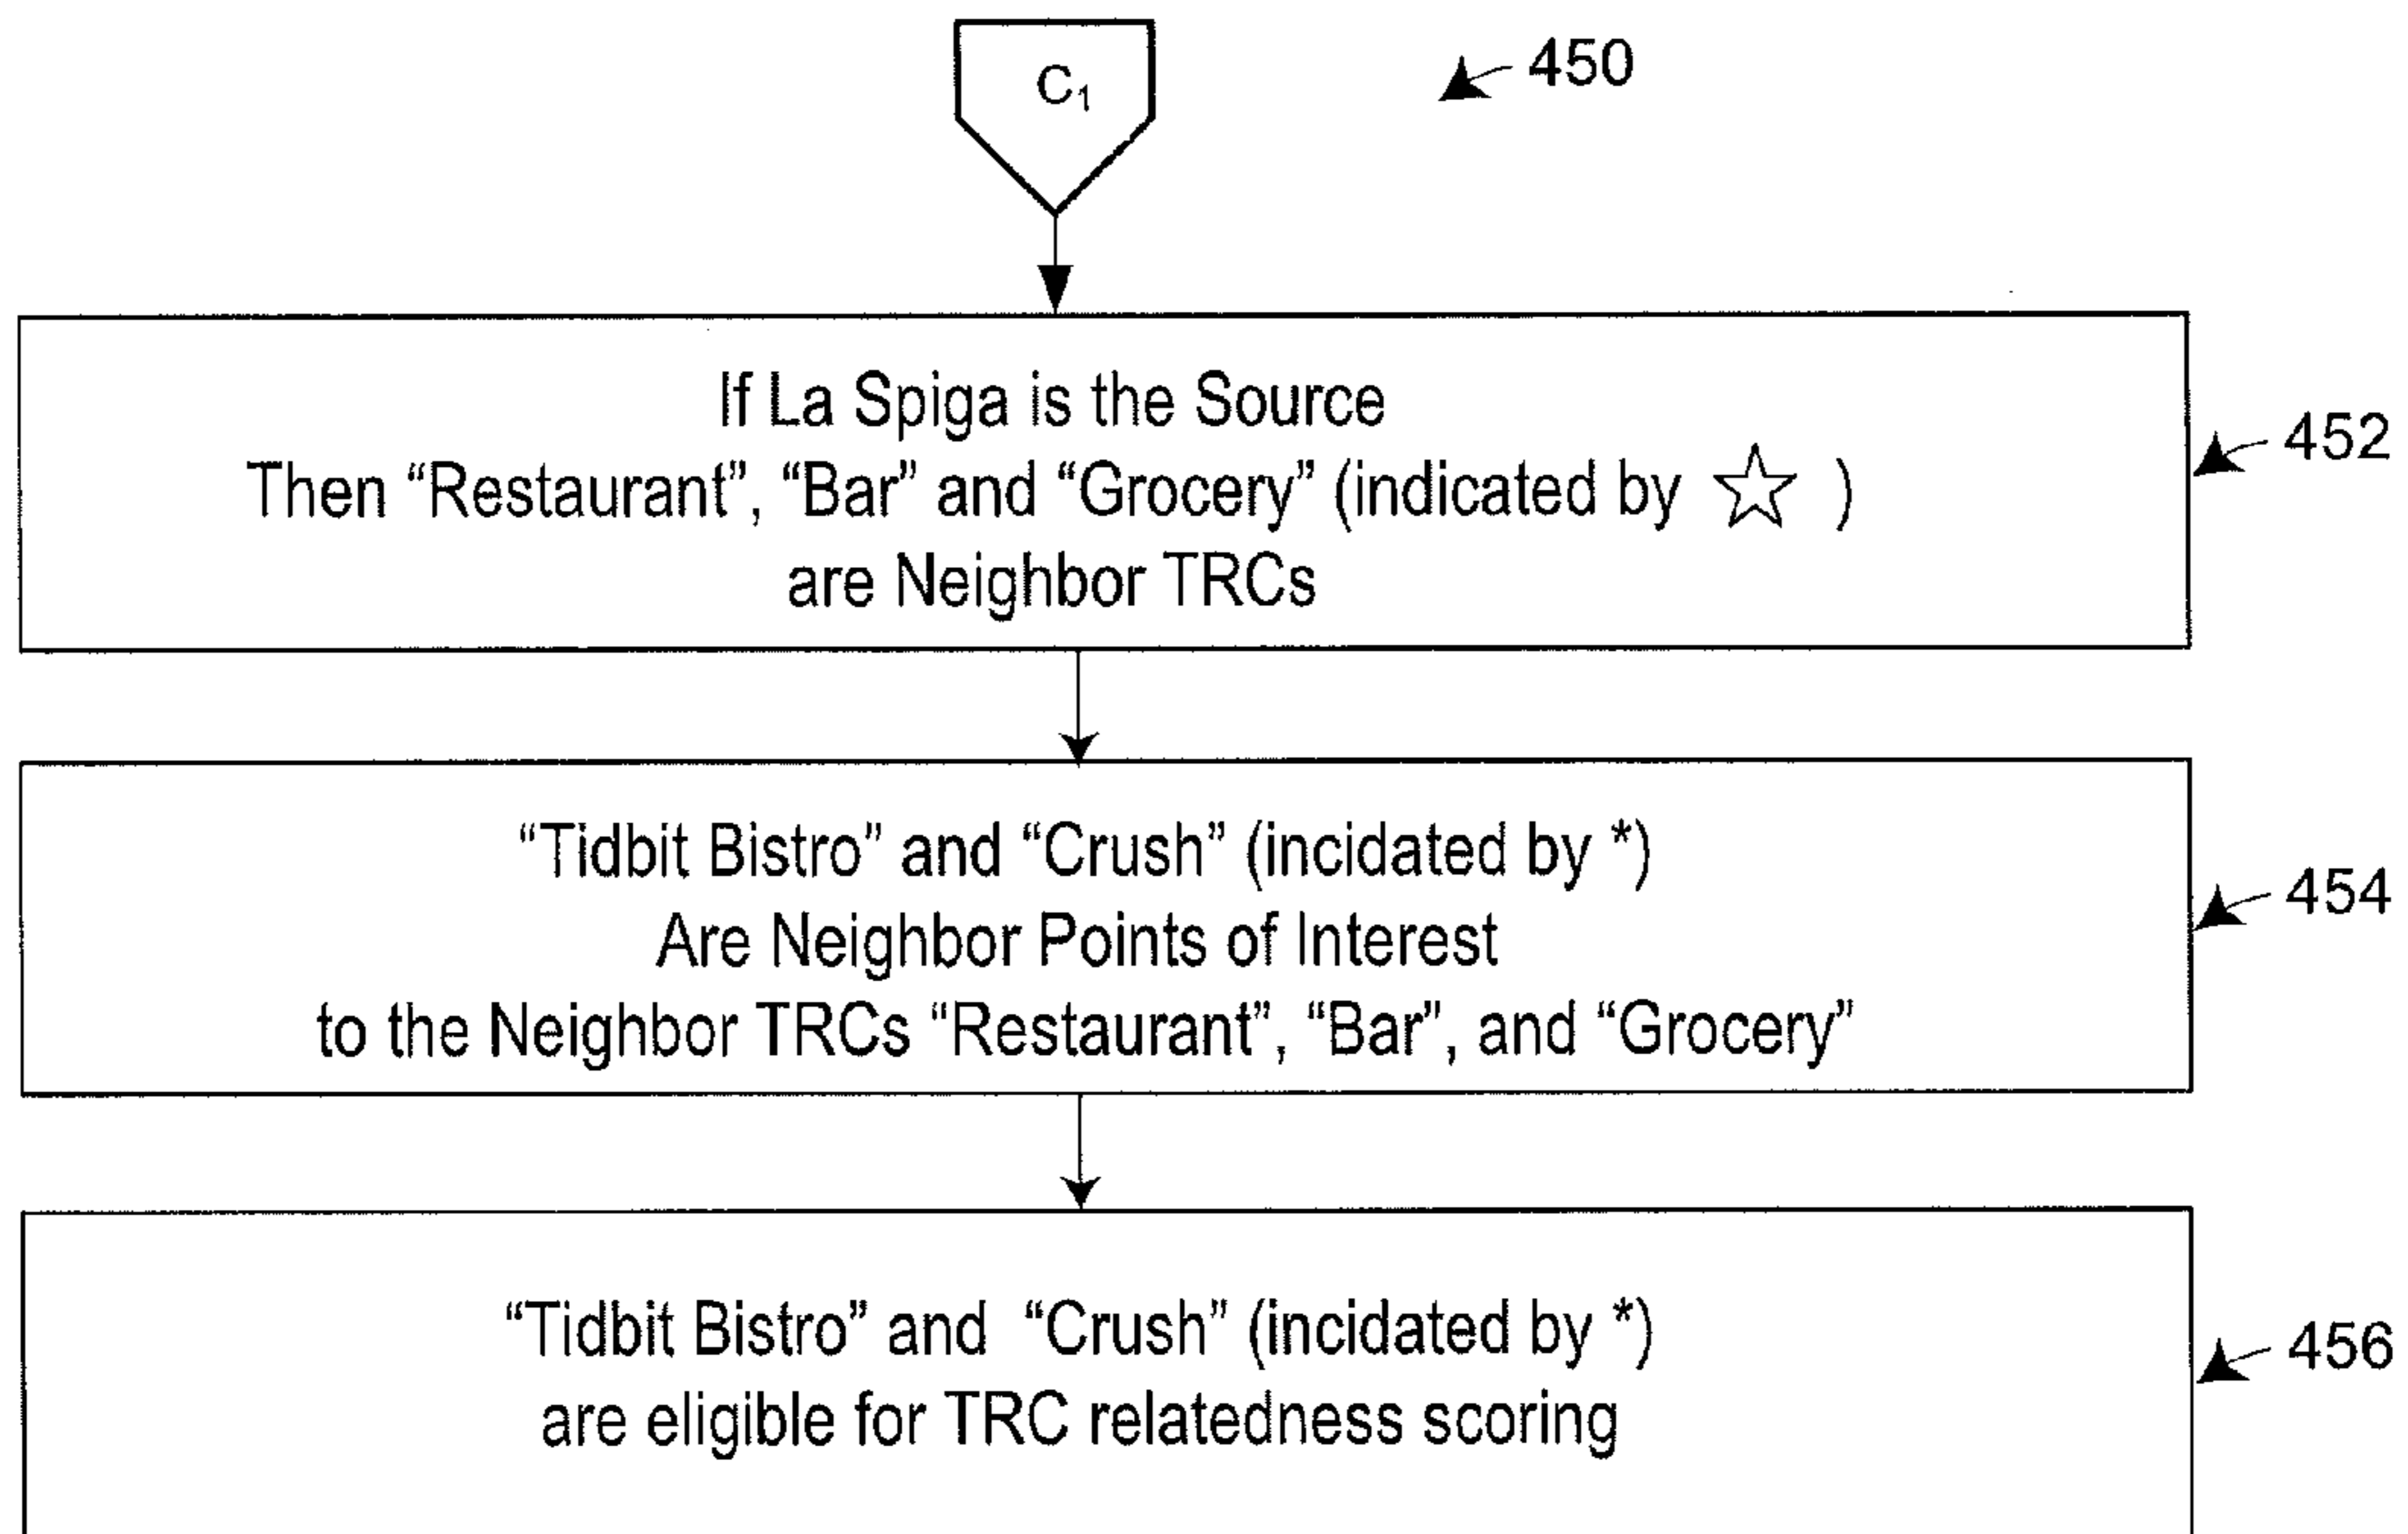 C₁
450
If La Spiga is the Source
Then “Restaurant”, “Bar” and “Grocery” (indicated by ☆ )
are Neighbor TRCs
452
“Tidbit Bistro” and “Crush” (incidated by *)
Are Neighbor Points of Interest
to the Neighbor TRCs “Restaurant”, “Bar”, and “Grocery”
454
“Tidbit Bistro” and “Crush” (incidated by *)
are eligible for TRC relatedness scoring
456